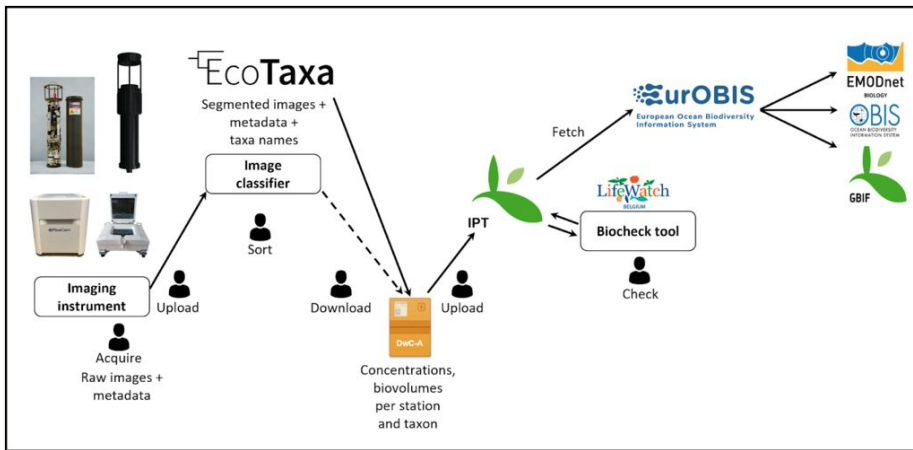 EcoTaxa
Segmented images +
metadata +
taxa names
Image
classifier
Sort
Imaging
instrument
Upload
Acquire
Raw images +
metadata
Download
DwC-A
Concentrations,
biovolumes
per station
and taxon
Upload
IPT
Fetch
EurOBIS
European Ocean Biodiversity
Information System
LifeWatch
BELGIUM
Biocheck tool
Check
EMODnet
BIOLOGY
OBIS
OCEAN BIODIVERSITY
INFORMATION SYSTEM
GBIF